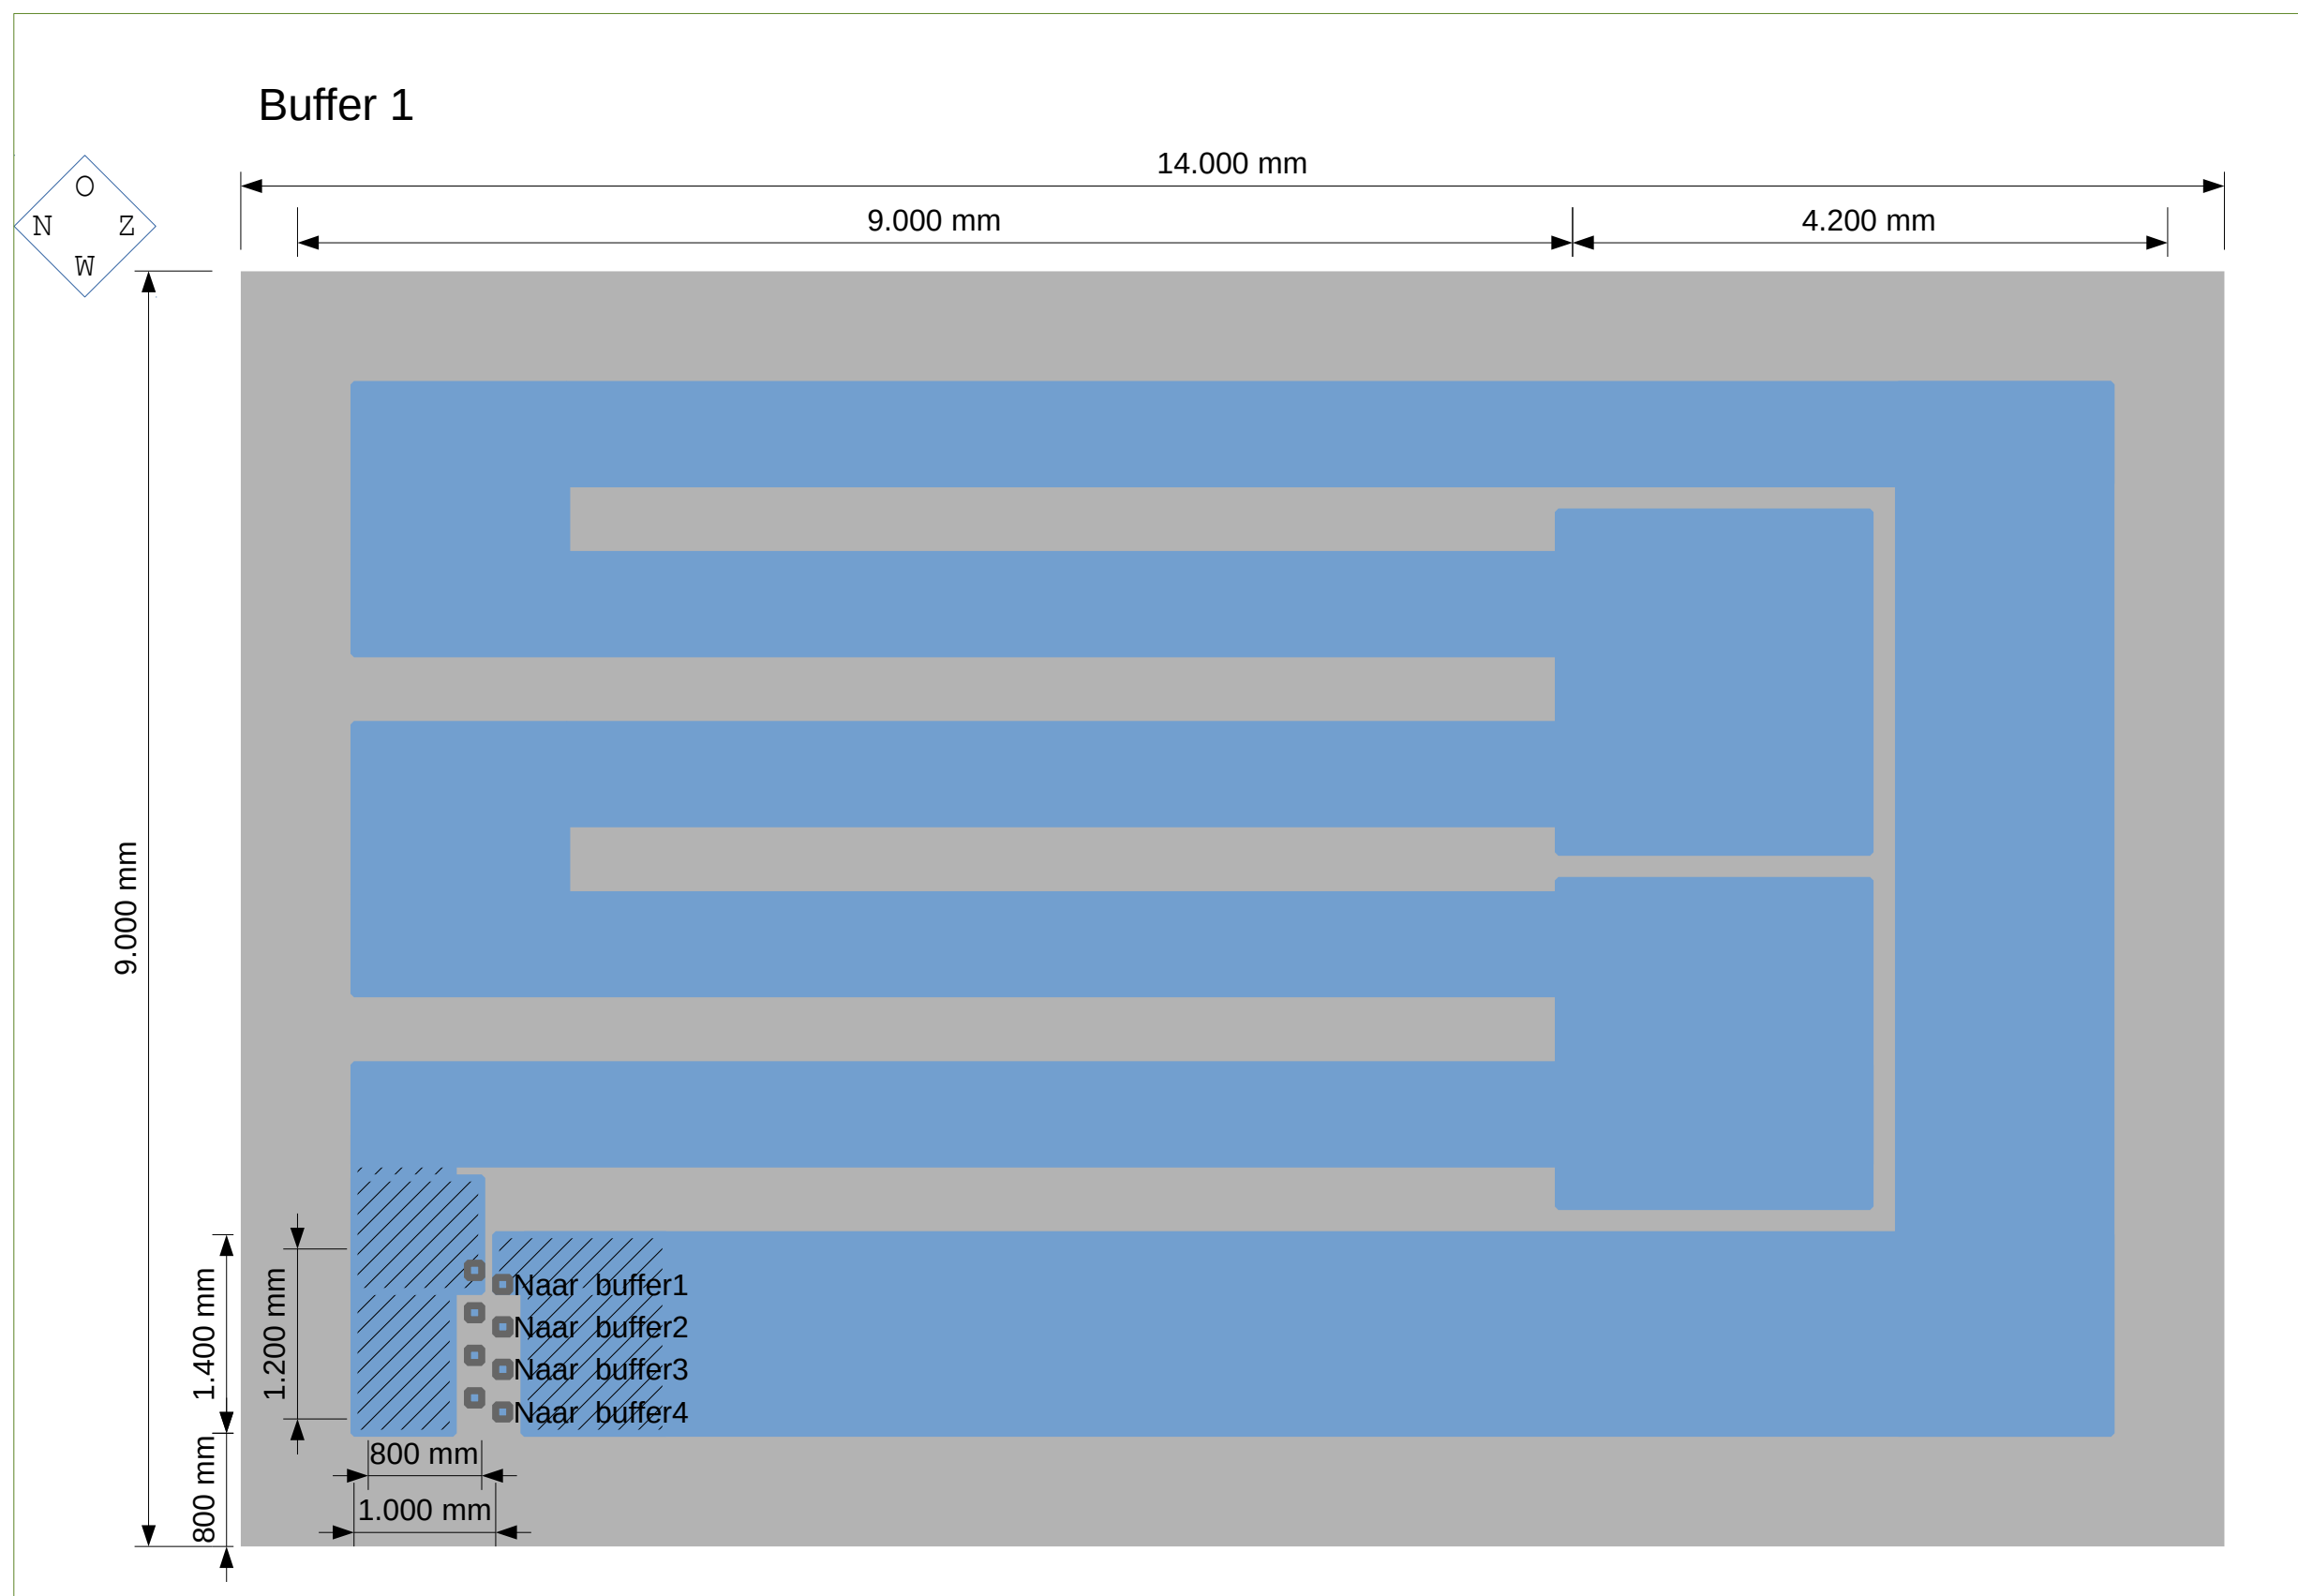 Buffer 1
14.000 mm
9.000 mm
4.200 mm
O
N Z
W
9.000 mm
1.400 mm
1.200 mm
800 mm
Naar buffer1
Naar buffer2
Naar buffer3
Naar buffer4
800 mm
1.000 mm